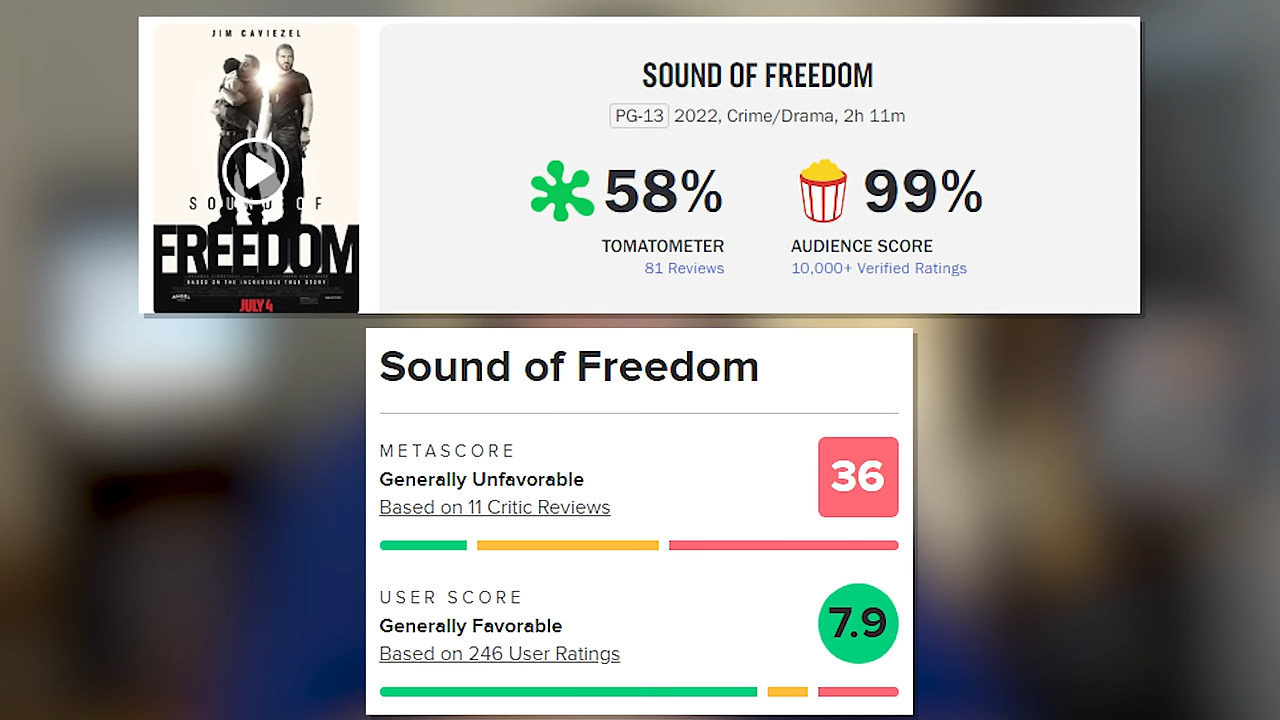 JIM CAVIEZEL
SOUND OF
FREEDOM
BASED ON THE INCREDIBLE TRUE STORY
ANGEL
JULY 4
SOUND OF FREEDOM
PG-13 2022, Crime/Drama, 2h 11m
58% 99%
TOMATOMETER AUDIENCE SCORE
81 Reviews 10,000+ Verified Ratings
Sound of Freedom
METASCORE
Generally Unfavorable
36
Based on 11 Critic Reviews
USER SCORE
Generally Favorable
7.9
Based on 246 User Ratings